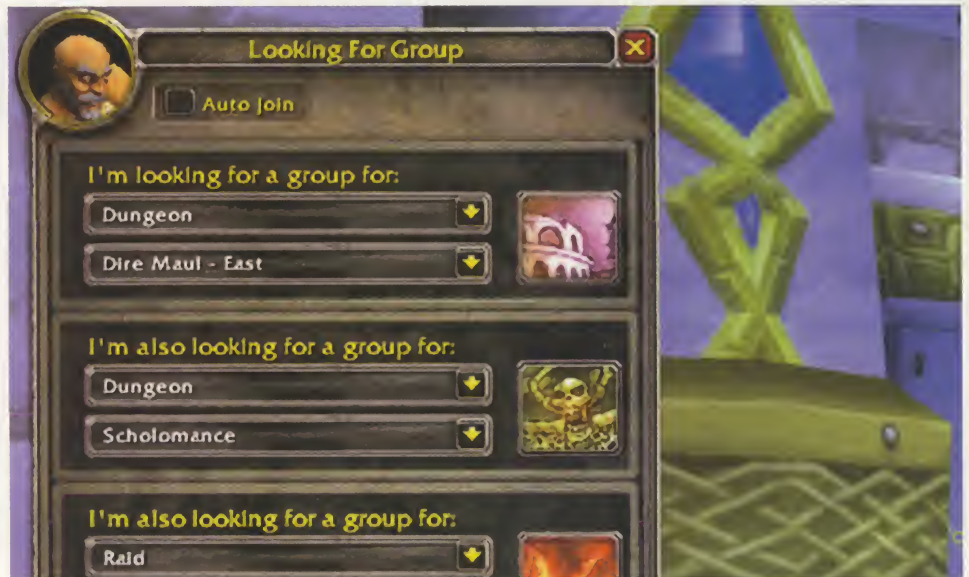 Looking For Group
Auto Join
I'm looking for a group for:
Dungeon
Dire Maul - East
I'm also looking for a group for:
Dungeon
Scholomance
I'm also looking for a group for:
Raid